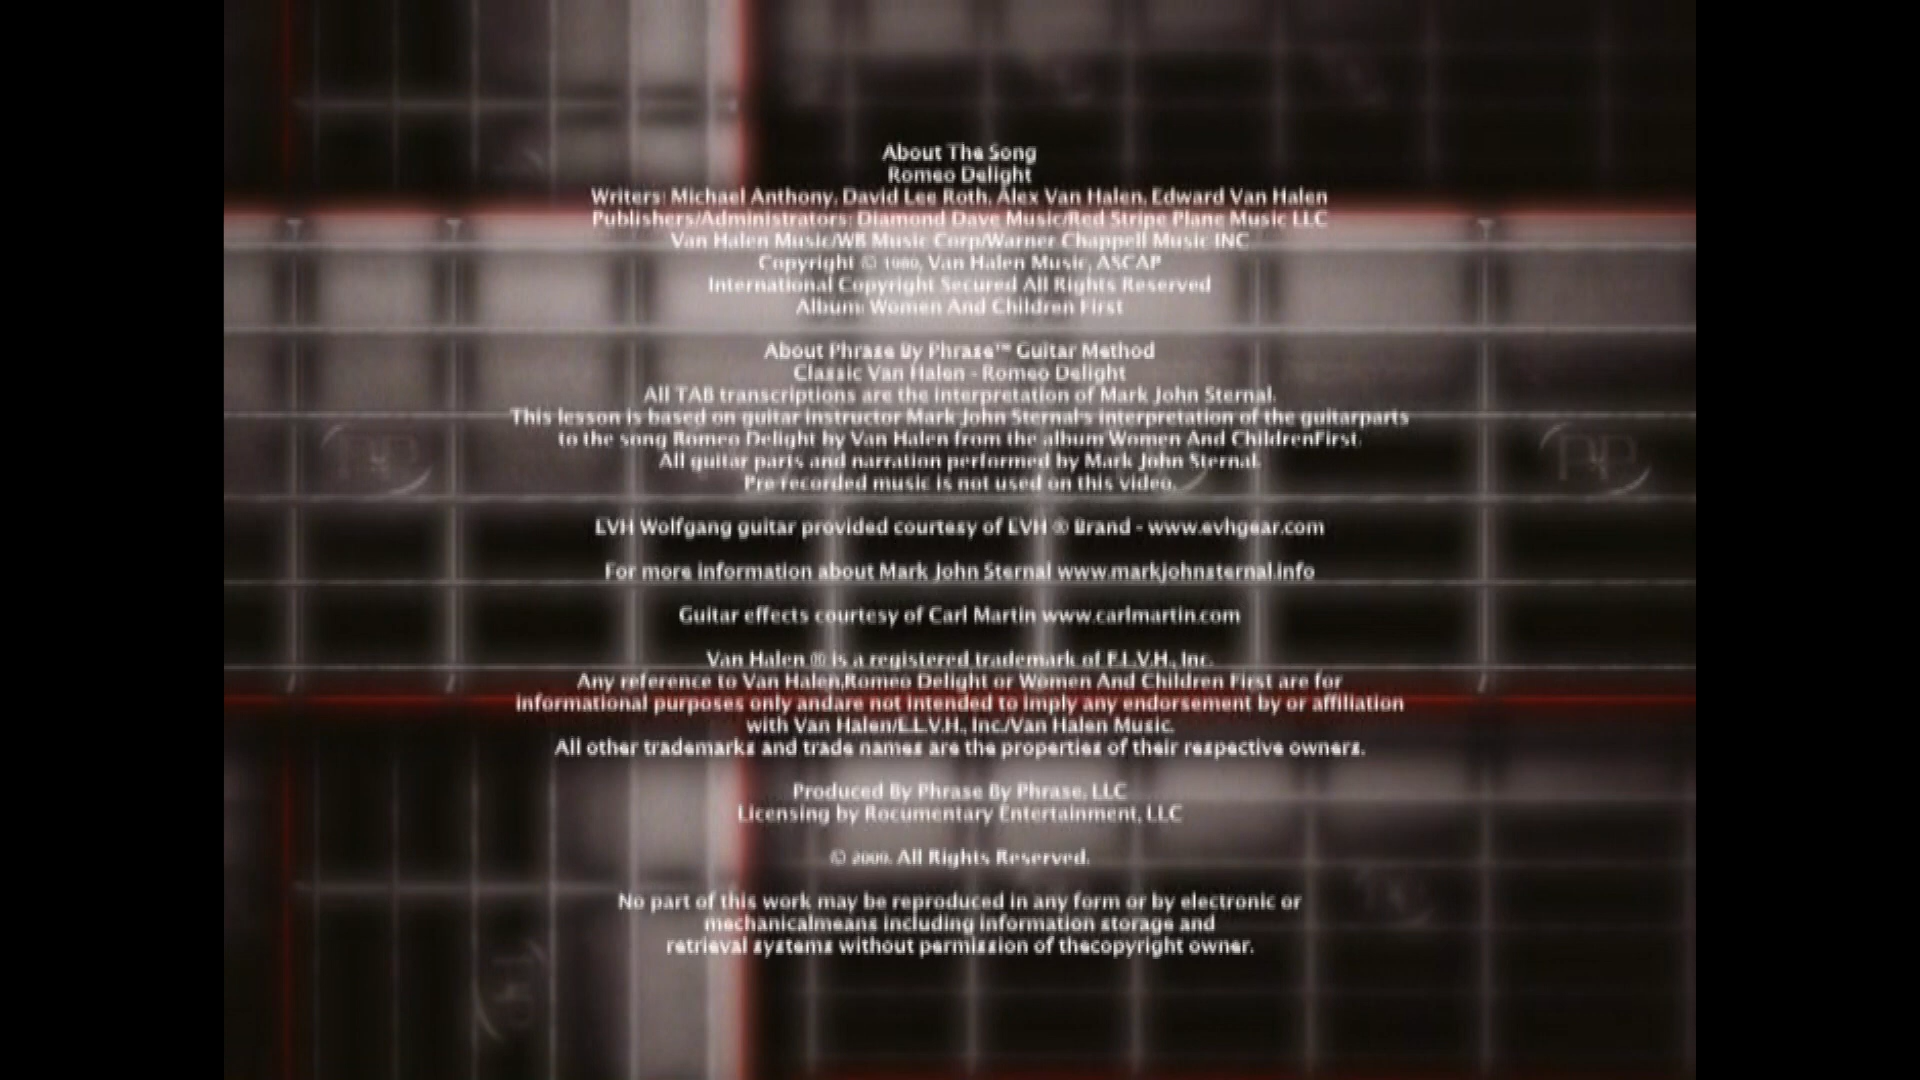 About The Song
Romeo Delight
Writers: Michael Anthony, David Lee Roth, Alex Van Halen, Edward Van Halen
Publishers/Administrators: Diamond Dave Music/Red Stripe Plane Music LLC
Van Halen Music/WB Music Corp/Warner Chappell Music INC
Copyright © 1980, Van Halen Music, ASCAP
International Copyright Secured All Rights Reserved
Album: Women And Children First
About Phrase By Phrase™ Guitar Method
Classic Van Halen - Romeo Delight
All TAB transcriptions are the interpretation of Mark John Sternal.
This lesson is based on guitar instructor Mark John Sternal's interpretation of the guitarparts
to the song Romeo Delight by Van Halen from the album Women And ChildrenFirst.
All guitar parts and narration performed by Mark John Sternal.
Pre-recorded music is not used on this video.
EVH Wolfgang guitar provided courtesy of EVH ® Brand - www.evhgear.com
For more information about Mark John Sternal www.markjohnsternal.info
Guitar effects courtesy of Carl Martin www.carlmartin.com
Van Halen ® is a registered trademark of E.L.V.H., Inc.
Any reference to Van Halen,Romeo Delight or Women And Children First are for
informational purposes only andare not intended to imply any endorsement by or affiliation
with Van Halen/E.L.V.H., Inc./Van Halen Music.
All other trademarks and trade names are the properties of their respective owners.
Produced By Phrase By Phrase, LLC
Licensing by Rocumentary Entertainment, LLC
© 2009. All Rights Reserved.
No part of this work may be reproduced in any form or by electronic or
mechanicalmeans including information storage and
retrieval systems without permission of thecopyright owner.